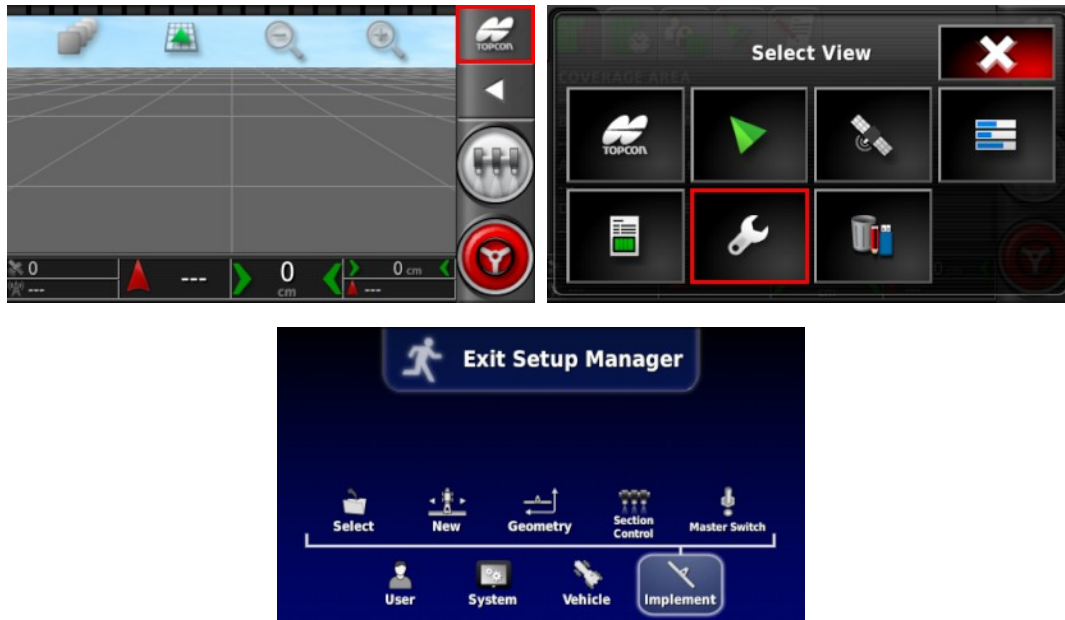 TOPCON
0
---
---
0
cm
0 cm
---
Select View
COVERAGE AREA
TOPCON
Exit Setup Manager
Select
New
Geometry
Section
Control
Master Switch
User
System
Vehicle
Implement